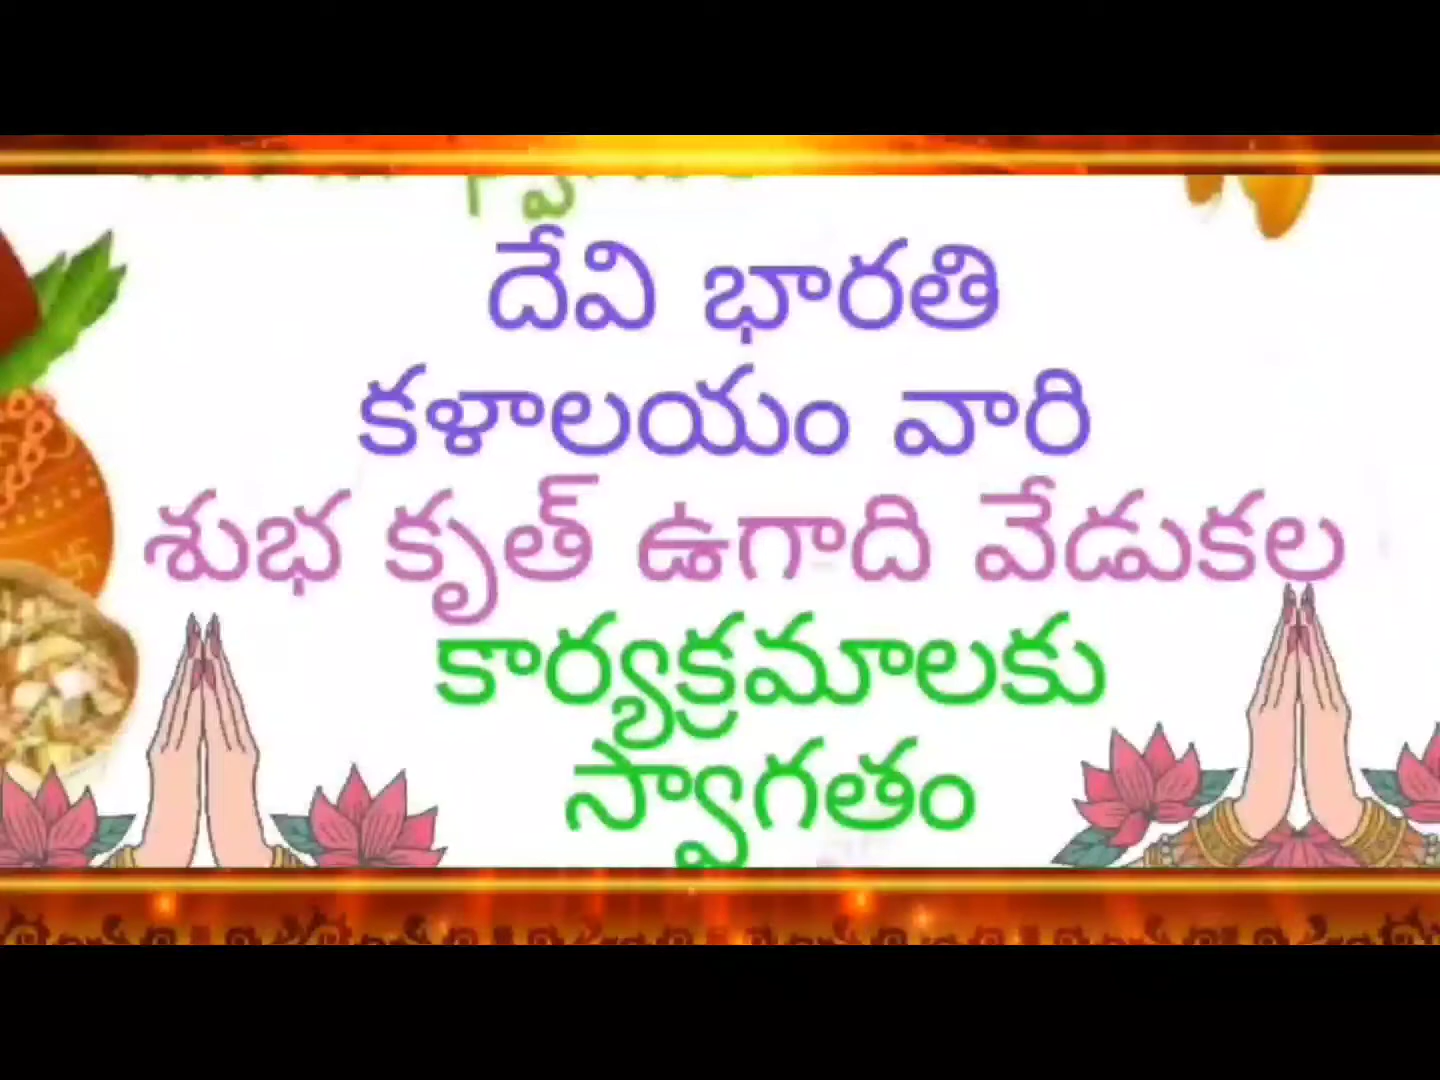 దేవి భారతి
కళాలయం వారి
శుభ కృత్ ఉగాది వేడుకల
కార్యక్రమాలకు
స్వాగతం